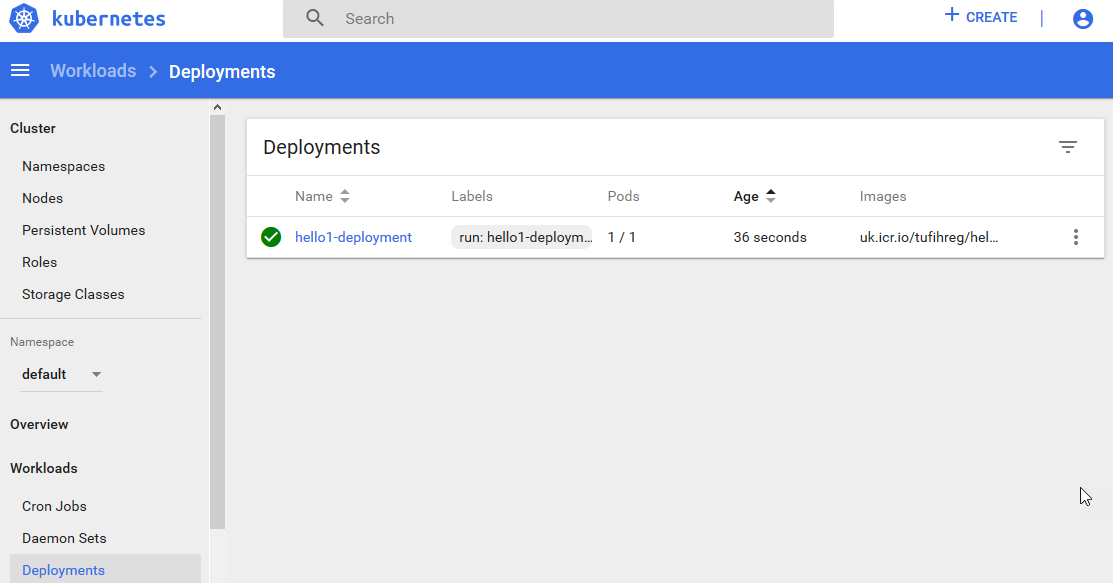 kubernetes
Search
CREATE
Workloads
Deployments
Cluster
Namespaces
Nodes
Persistent Volumes
Roles
Storage Classes
Namespace
default
Overview
Workloads
Cron Jobs
Daemon Sets
Deployments
Deployments
Name Labels Pods Age Images
hello1-deployment run: hello1-deploym... 1 / 1 36 seconds uk.icr.io/tufihreg/hel...